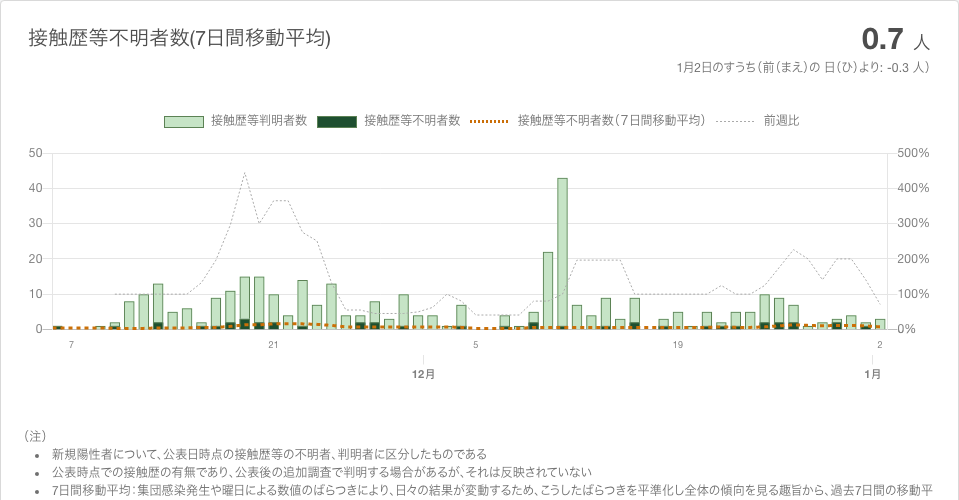 接触歴等不明者数(7日間移動平均)
0.7 人
1月2日のすうち(前(まえ)の 日(ひ)より: -0.3 人)
接触歴等判明者数 接触歴等不明者数 接触歴等不明者数(7日間移動平均) 前週比
50 500%
40 400%
30 300%
20 200%
10 100%
0 0%
7 21 5 19 2
12月 1月
(注)
• 新規陽性者について、公表日時点の接触歴等の不明者、判明者に区分したものである
• 公表時点での接触歴の有無であり、公表後の追加調査で判明する場合があるが、それは反映されていない
• 7日間移動平均：集団感染発生や曜日による数値のばらつきにより、日々の結果が変動するため、こうしたばらつきを平準化し全体の傾向を見る趣旨から、過去7日間の移動平